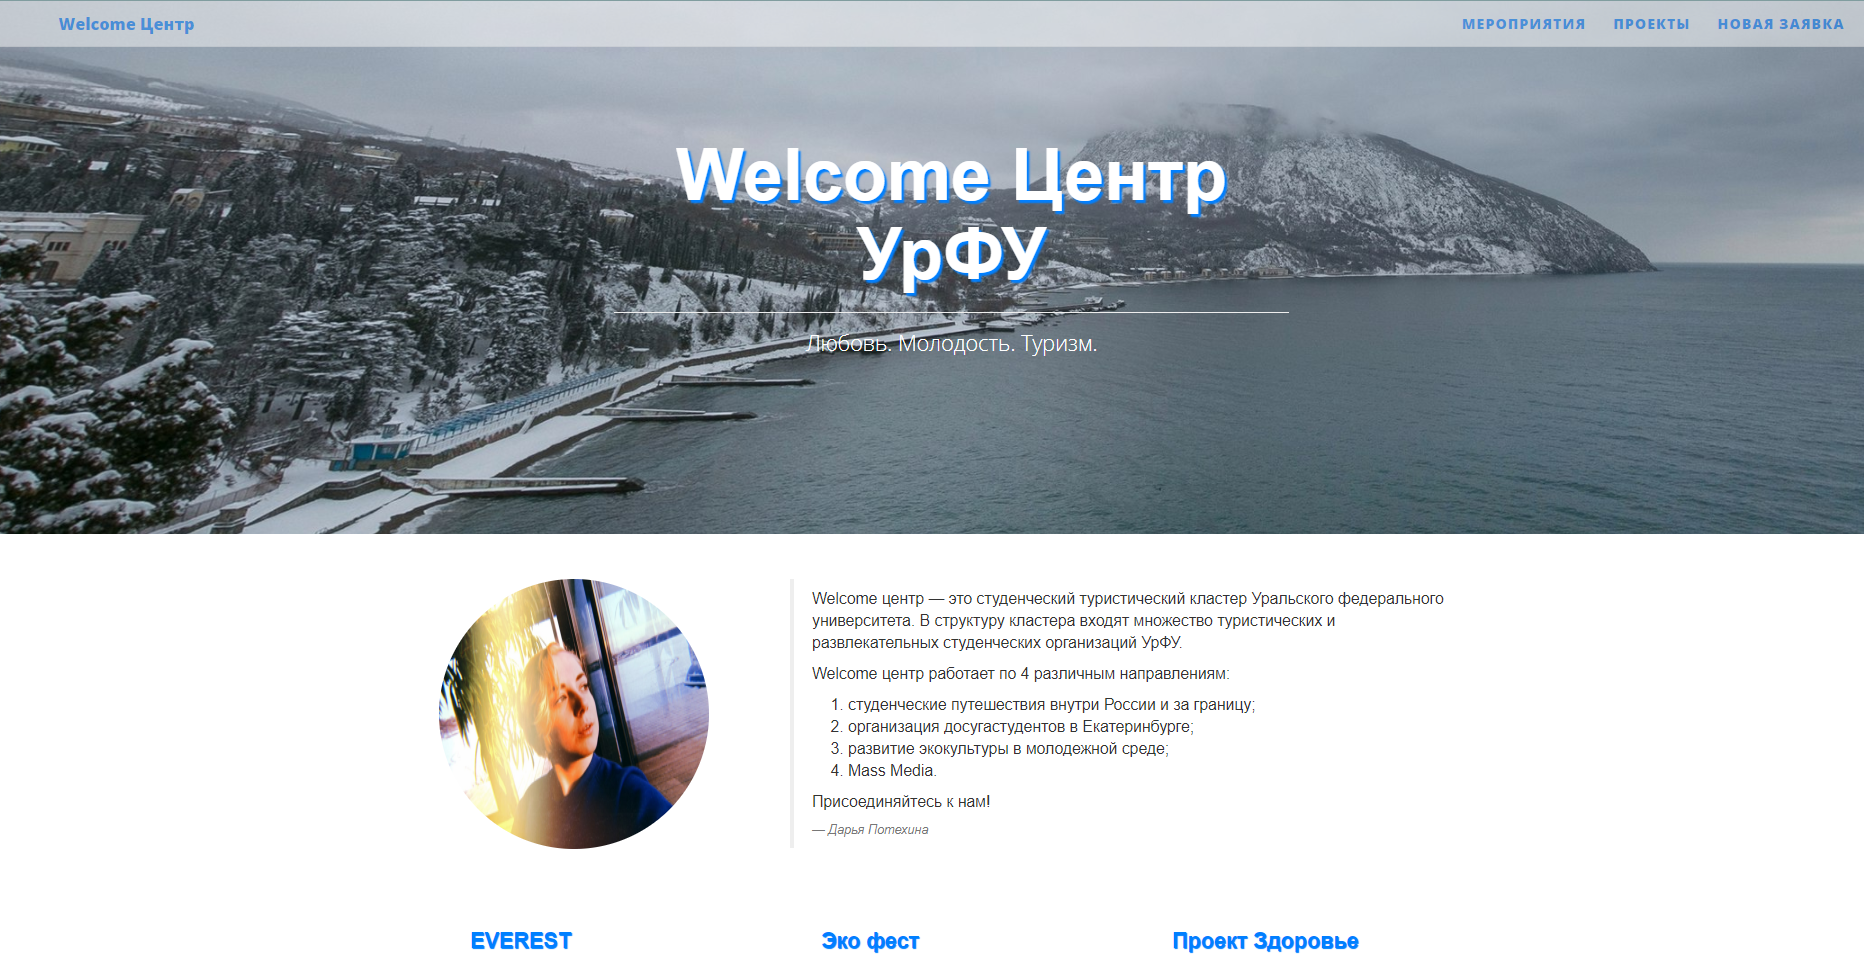 Welcome Центр
МЕРОПРИЯТИЯ ПРОЕКТЫ НОВАЯ ЗАЯВКА
Welcome Центр
УрФУ
Любовь. Молодость. Туризм.
Welcome центр — это студенческий туристический кластер Уральского федерального
университета. В структуру кластера входят множество туристических и
развлекательных студенческих организаций УрФУ.
Welcome центр работает по 4 различным направлениям:
1. студенческие путешествия внутри России и за границу;
2. организация досугастудентов в Екатеринбурге;
3. развитие экокультуры в молодежной среде;
4. Mass Media.
Присоединяйтесь к нам!
— Дарья Потехина
EVEREST
Эко фест
Проект Здоровье